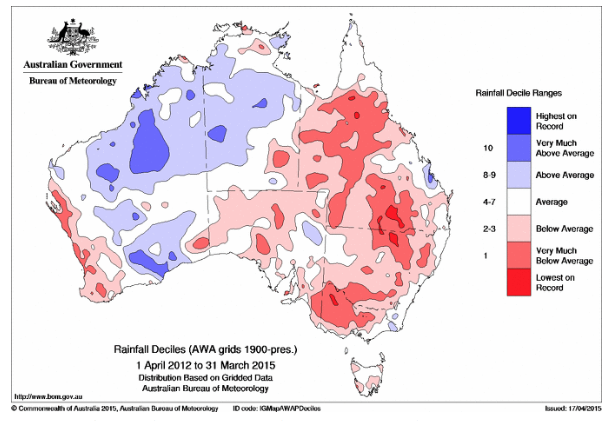 Australian Government
Bureau of Meteorology
Rainfall Decile Ranges
Highest on
Record
10
Very Much
Above Average
8-9
Above Average
4-7
Average
2-3
Below Average
1
Very Much
Below Average
Lowest on
Record
Rainfall Deciles (AWA grids 1900-pres.)
1 April 2012 to 31 March 2015
Distribution Based on Gridded Data
Australian Bureau of Meteorology
http://www.bom.gov.au
© Commonwealth of Australia 2015, Australian Bureau of Meteorology
ID code: IGMapAWAPDeciles
Issued: 17/04/2015